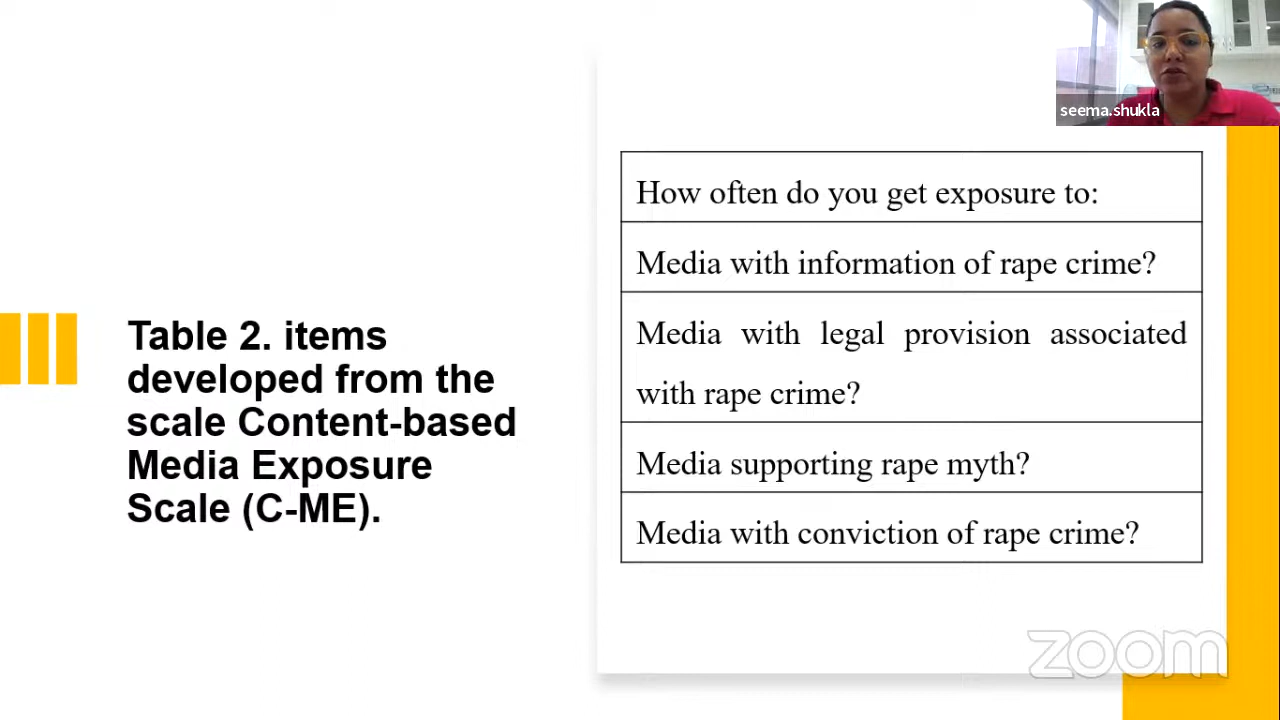 seema.shukla
Table 2. items
developed from the
scale Content-based
Media Exposure
Scale (C-ME).
How often do you get exposure to:
Media with information of rape crime?
Media with legal provision associated
with rape crime?
Media supporting rape myth?
Media with conviction of rape crime?
zoom